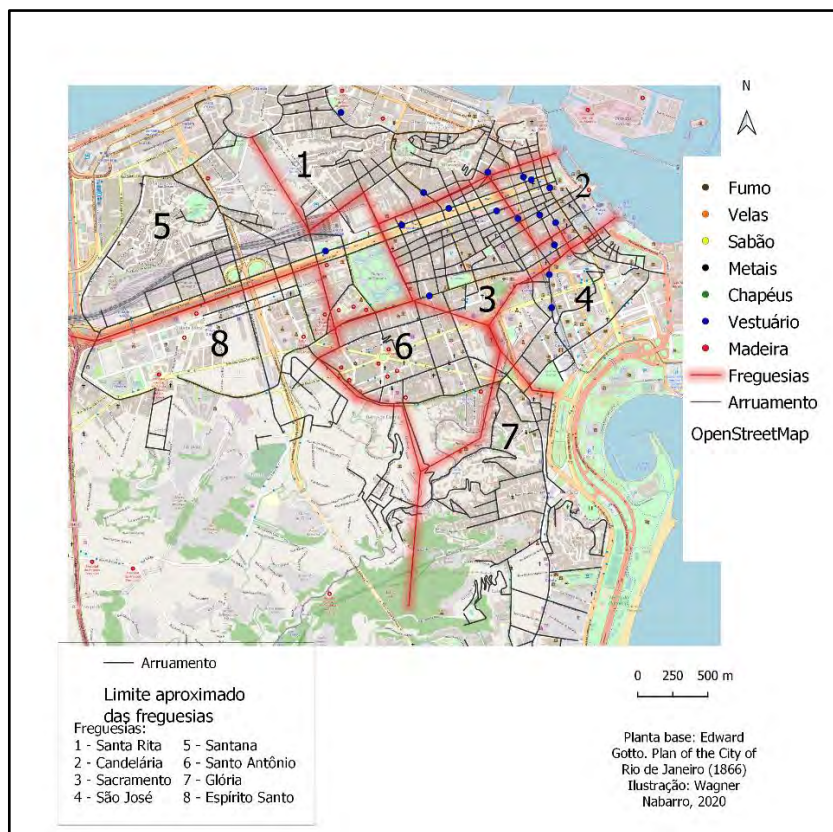 N
1
2
5
3
4
8
6
7
Fumo
Velas
Sabão
Metais
Chapéus
Vestuário
Madeira
Freguesias
Arruamento
OpenStreetMap
Arruamento
Limite aproximado
das freguesias
Freguesias:
1 - Santa Rita 5 - Santana
2 - Candelária 6 - Santo Antônio
3 - Sacramento 7 - Glória
4 - São José 8 - Espírito Santo
0 250 500 m
Planta base: Edward
Gotto. Plan of the City of
Rio de Janeiro (1866)
Ilustração: Wagner
Nabarro, 2020